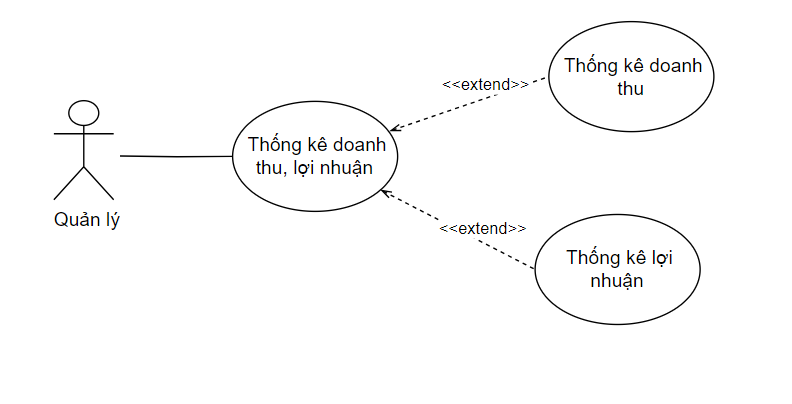 Thống kê doanh
thu
<<extend>>
Thống kê doanh
thu, lợi nhuận
Quản lý
<<extend>>
Thống kê lợi
nhuận